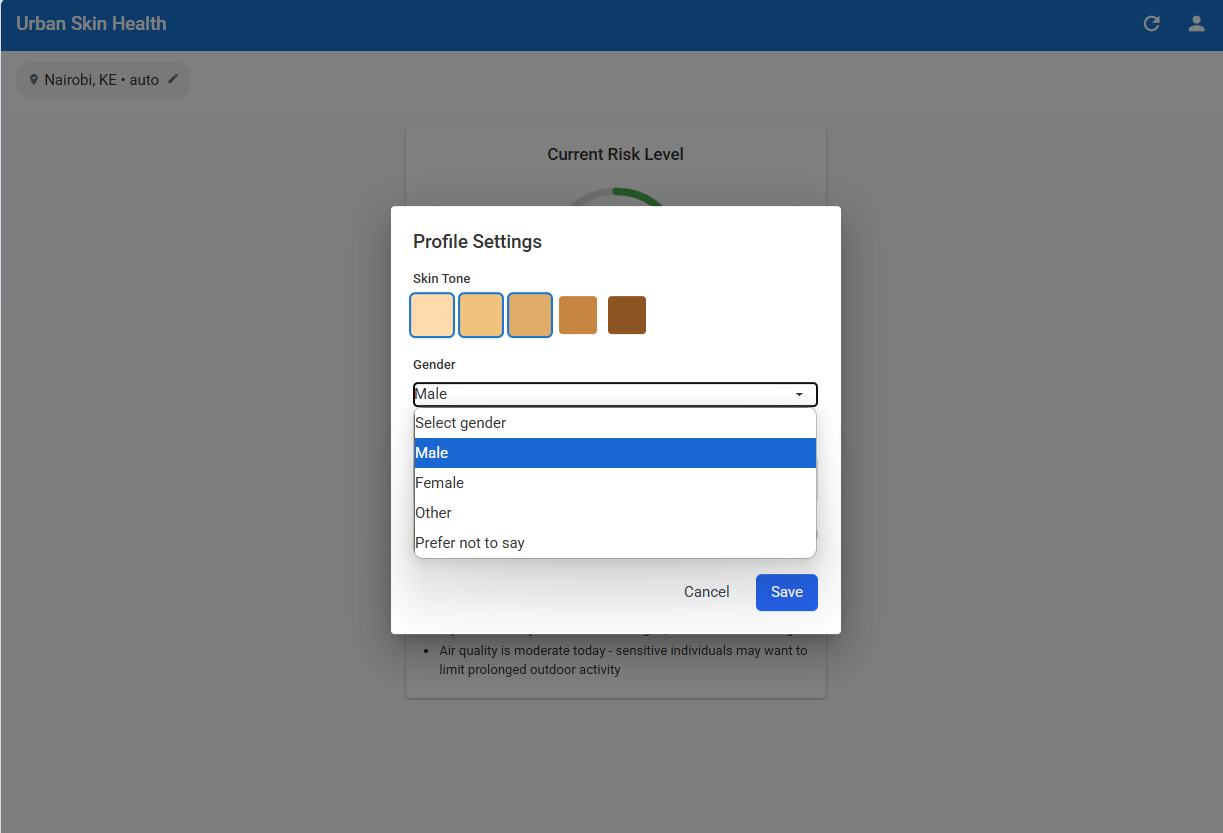 Urban Skin Health
Nairobi, KE • auto
Current Risk Level
Profile Settings
Skin Tone
Gender
Male
Select gender
Male
Female
Other
Prefer not to say
Cancel
Save
• Air quality is moderate today - sensitive individuals may want to
limit prolonged outdoor activity